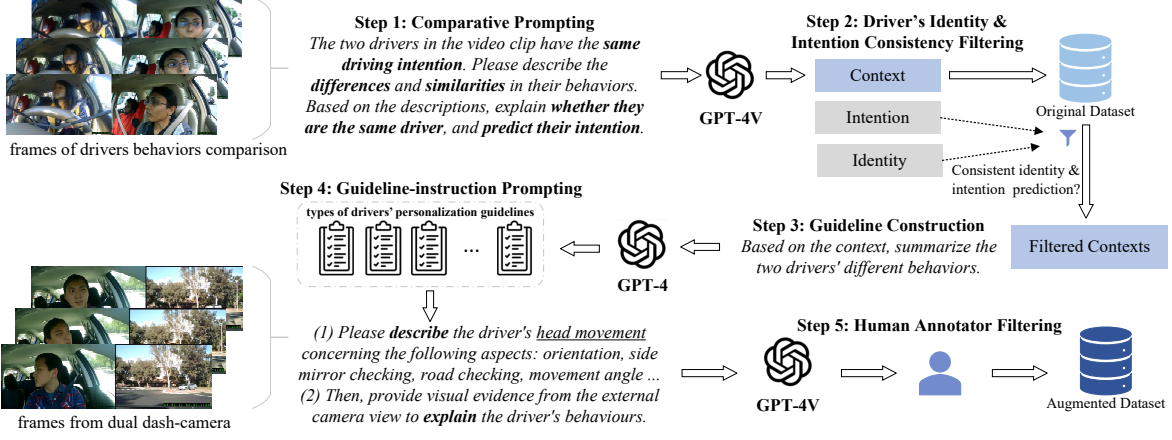 Step 1: Comparative Prompting
The two drivers in the video clip have the same
driving intention. Please describe the
differences and similarities in their behaviors.
Based on the descriptions, explain whether they
are the same driver, and predict their intention.
frames of drivers behaviors comparison
GPT-4V
Step 2: Driver's Identity &
Intention Consistency Filtering
Context
Intention
Identity
Original Dataset
Consistent identity &
intention prediction?
Filtered Contexts
Step 3: Guideline Construction
Based on the context, summarize the
two drivers' different behaviors.
GPT-4
Step 4: Guideline-instruction Prompting
types of drivers' personalization guidelines
...
(1) Please describe the driver's head movement
concerning the following aspects: orientation, side
mirror checking, road checking, movement angle ...
(2) Then, provide visual evidence from the external
camera view to explain the driver's behaviours.
frames from dual dash-camera
GPT-4V
Step 5: Human Annotator Filtering
Augmented Dataset